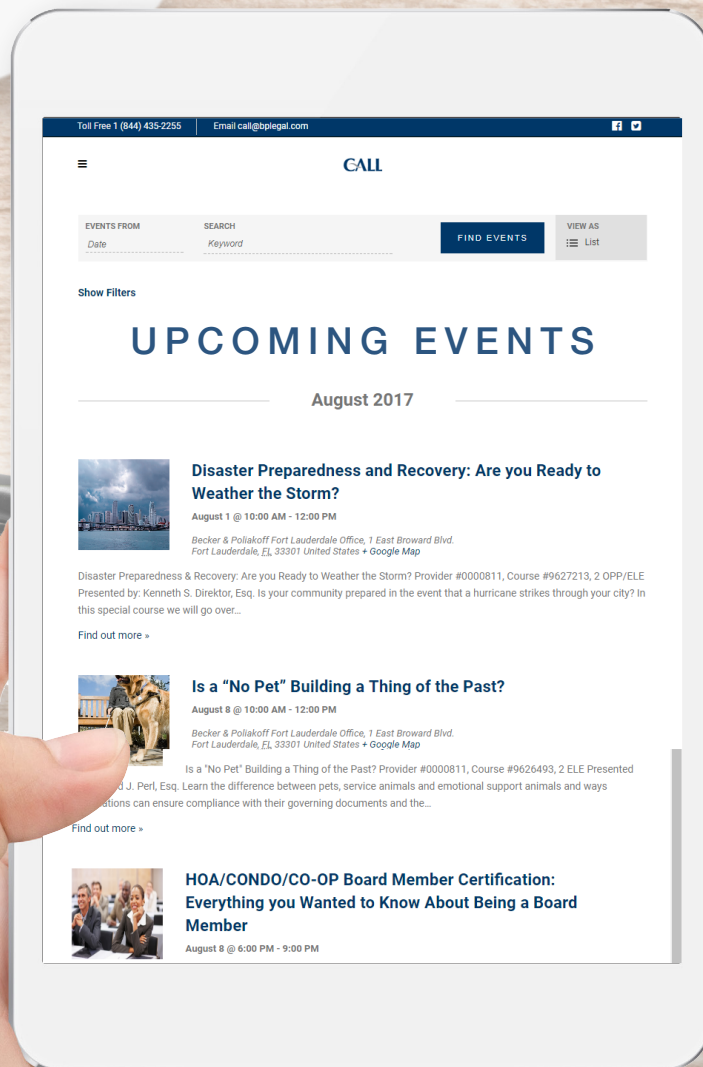 Toll Free 1 (844) 435-2255 Email call@bplegal.com
CALL
EVENTS FROM SEARCH VIEW AS
Date Keyword FIND EVENTS List
Show Filters
UPCOMING EVENTS
August 2017
Disaster Preparedness and Recovery: Are you Ready to
Weather the Storm?
August 1 @ 10:00 AM - 12:00 PM
Becker & Poliakoff Fort Lauderdale Office, 1 East Broward Blvd.
Fort Lauderdale, FL, 33301 United States + Google Map
Disaster Preparedness & Recovery: Are you Ready to Weather the Storm? Provider #0000811, Course #9627213, 2 OPP/ELE
Presented by: Kenneth S. Direktor, Esq. Is your community prepared in the event that a hurricane strikes through your city? In
this special course we will go over...
Find out more »
Is a “No Pet” Building a Thing of the Past?
August 8 @ 10:00 AM - 12:00 PM
Becker & Poliakoff Fort Lauderdale Office, 1 East Broward Blvd.
Fort Lauderdale, FL, 33301 United States + Google Map
Is a "No Pet" Building a Thing of the Past? Provider #0000811, Course #9626493, 2 ELE Presented
J. Perl, Esq. Learn the difference between pets, service animals and emotional support animals and ways
can ensure compliance with their governing documents and the...
Find out more »
HOA/CONDO/CO-OP Board Member Certification:
Everything you Wanted to Know About Being a Board
Member
August 8 @ 6:00 PM - 9:00 PM